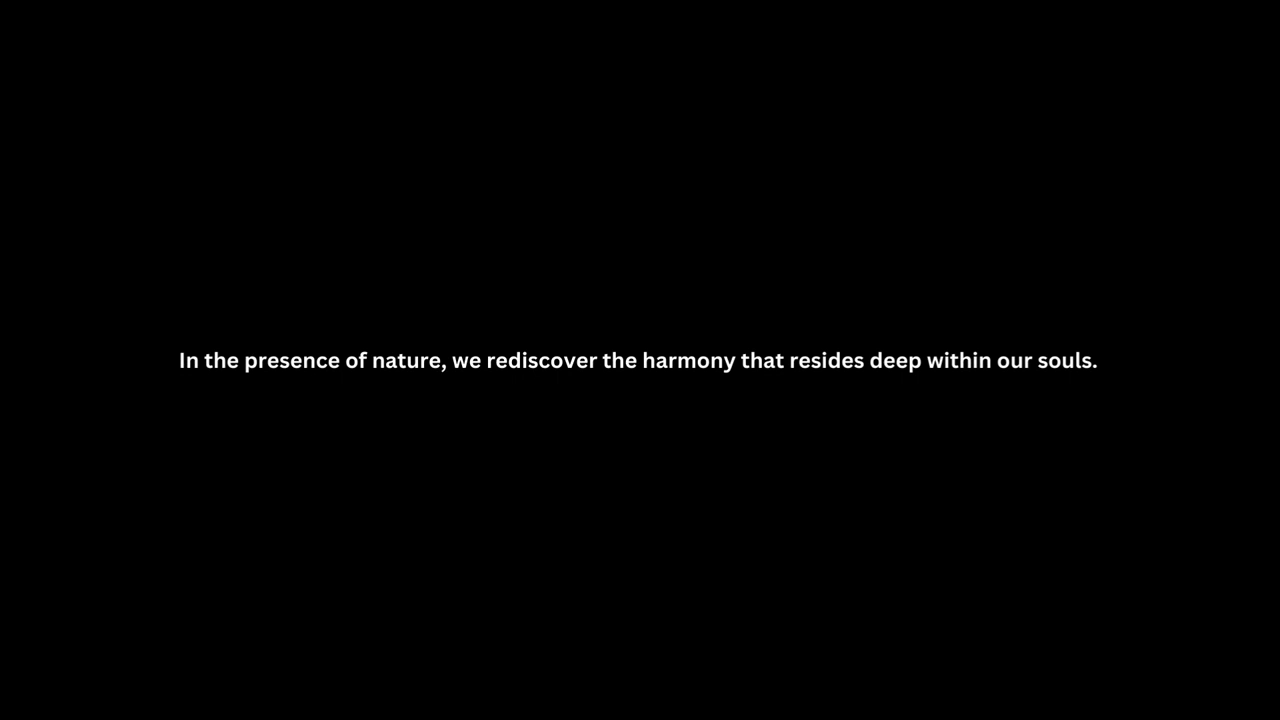 In the presence of nature, we rediscover the harmony that resides deep within our souls.